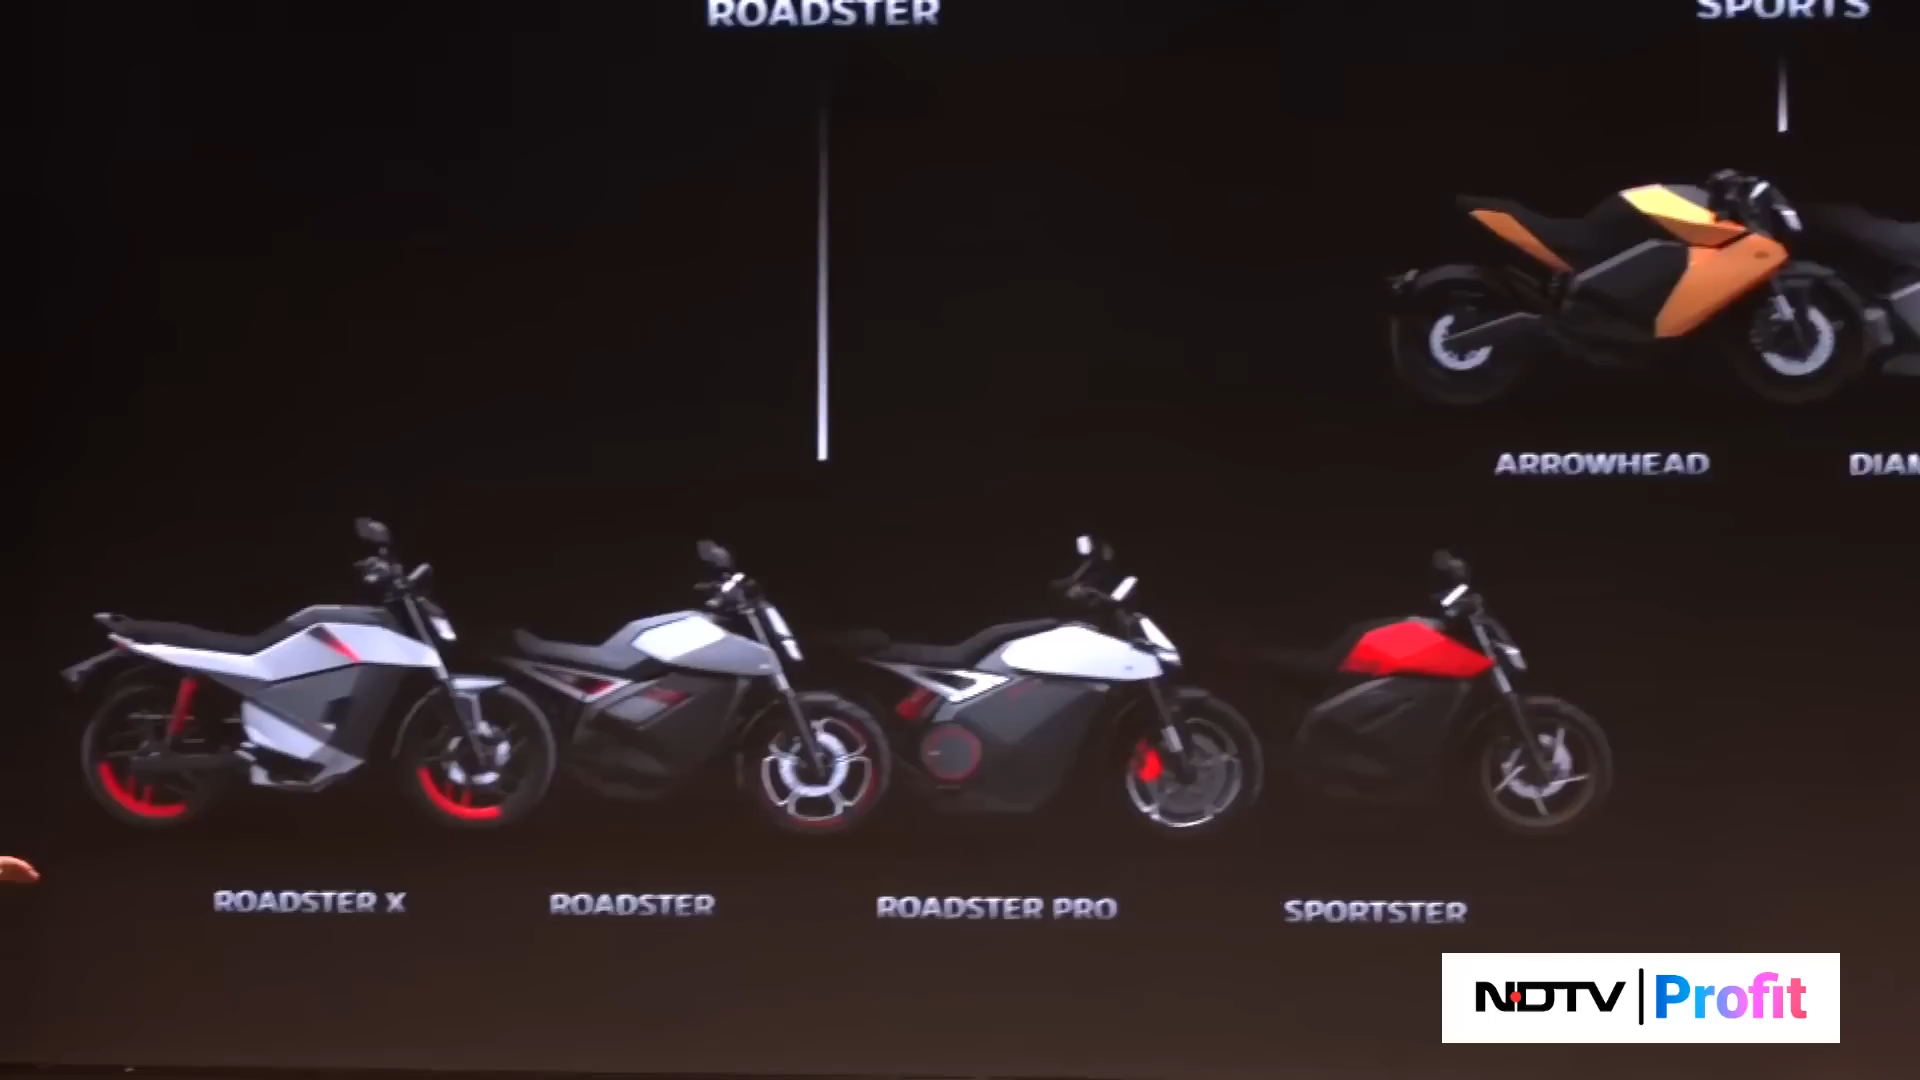 ROADSTER
SPORTS
ARROWHEAD
ROADSTER X
ROADSTER
ROADSTER PRO
SPORTSTER
NDTV Profit